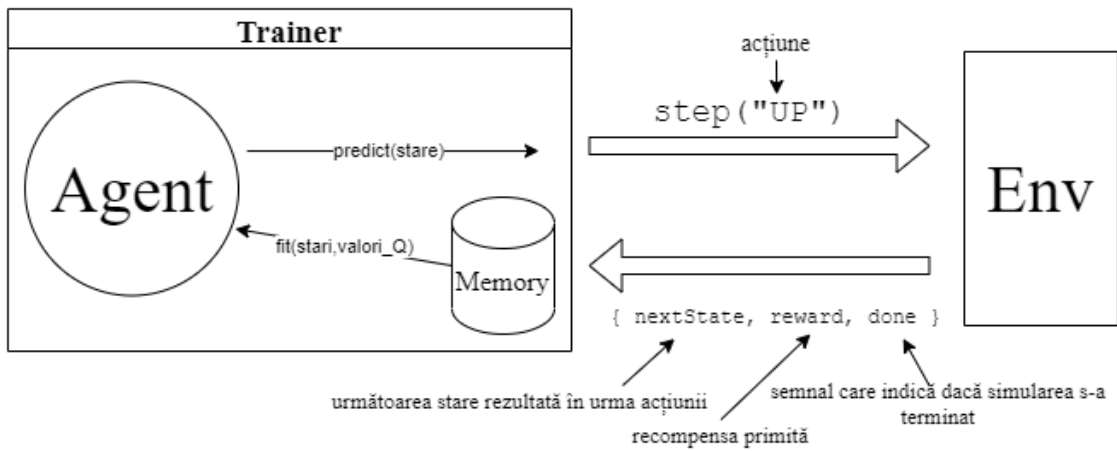 Trainer
acțiune
step("UP")
predict(stare)
Agent
Env
fit(stari,valori_Q)
Memory
{ nextState, reward, done }
următoarea stare rezultată în urma acțiunii
semnal care indică dacă simularea s-a
terminat
recompensa primită